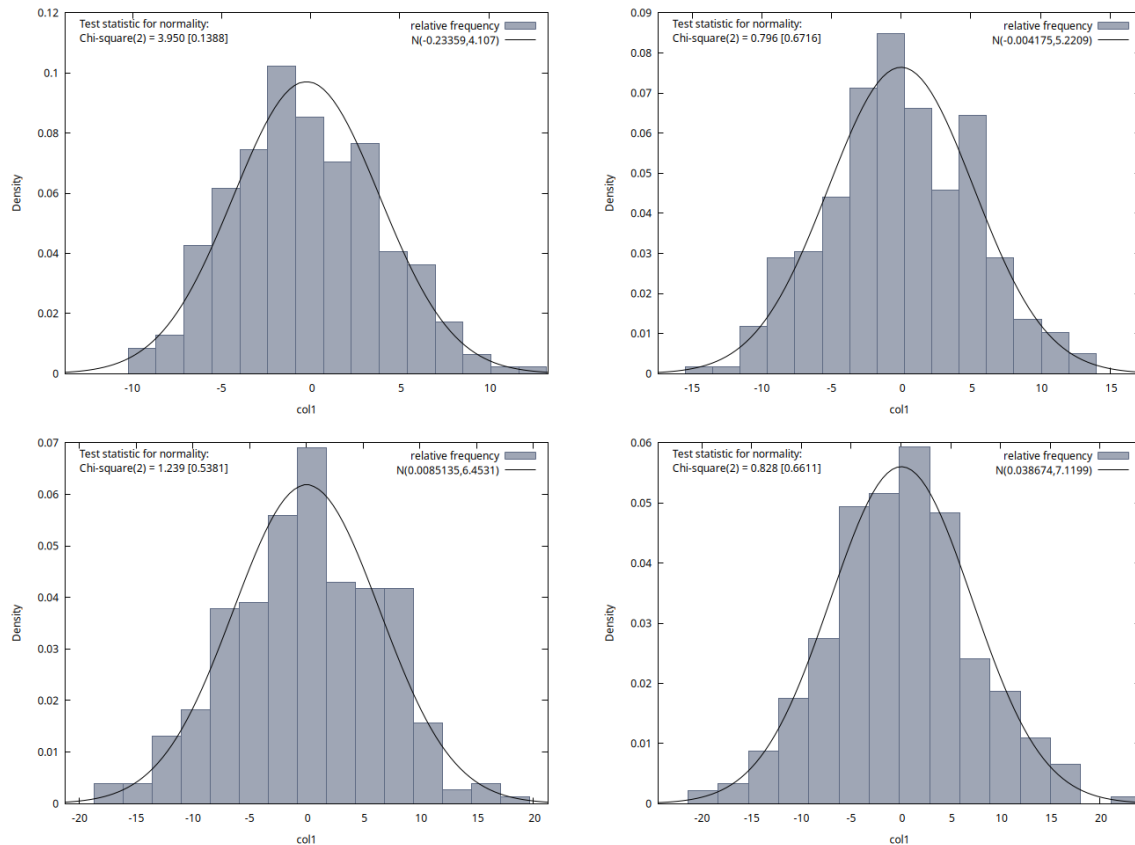 Test statistic for normality:
Chi-square(2) = 3.950 [0.1388]
relative frequency
N(-0.23359,4.107)
0.12
0.1
0.08
0.06
0.04
0.02
0
Density
-10
-5
0
5
10
col1
Test statistic for normality:
Chi-square(2) = 0.796 [0.6716]
relative frequency
N(-0.004175,5.2209)
0.09
0.08
0.07
0.06
0.05
0.04
0.03
0.02
0.01
0
Density
-15
-10
-5
0
5
10
15
col1
Test statistic for normality:
Chi-square(2) = 1.239 [0.5381]
relative frequency
N(0.0085135,6.4531)
0.07
0.06
0.05
0.04
0.03
0.02
0.01
0
Density
-20
-15
-10
-5
0
5
10
15
20
col1
Test statistic for normality:
Chi-square(2) = 0.828 [0.6611]
relative frequency
N(0.038674,7.1199)
0.06
0.05
0.04
0.03
0.02
0.01
0
Density
-20
-15
-10
-5
0
5
10
15
20
col1